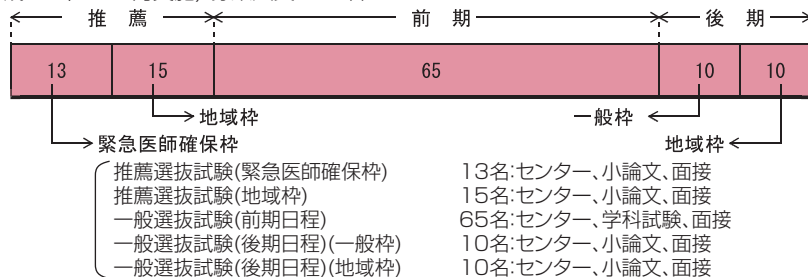 推薦 前期 後期
13 15 65 10 10
地域枠 一般枠
緊急医師確保枠 地域枠
推薦選抜試験(緊急医師確保枠) 13名:センター、小論文、面接
推薦選抜試験(地域枠) 15名:センター、小論文、面接
一般選抜試験(前期日程) 65名:センター、学科試験、面接
一般選抜試験(後期日程)(一般枠) 10名:センター、小論文、面接
一般選抜試験(後期日程)(地域枠) 10名:センター、小論文、面接